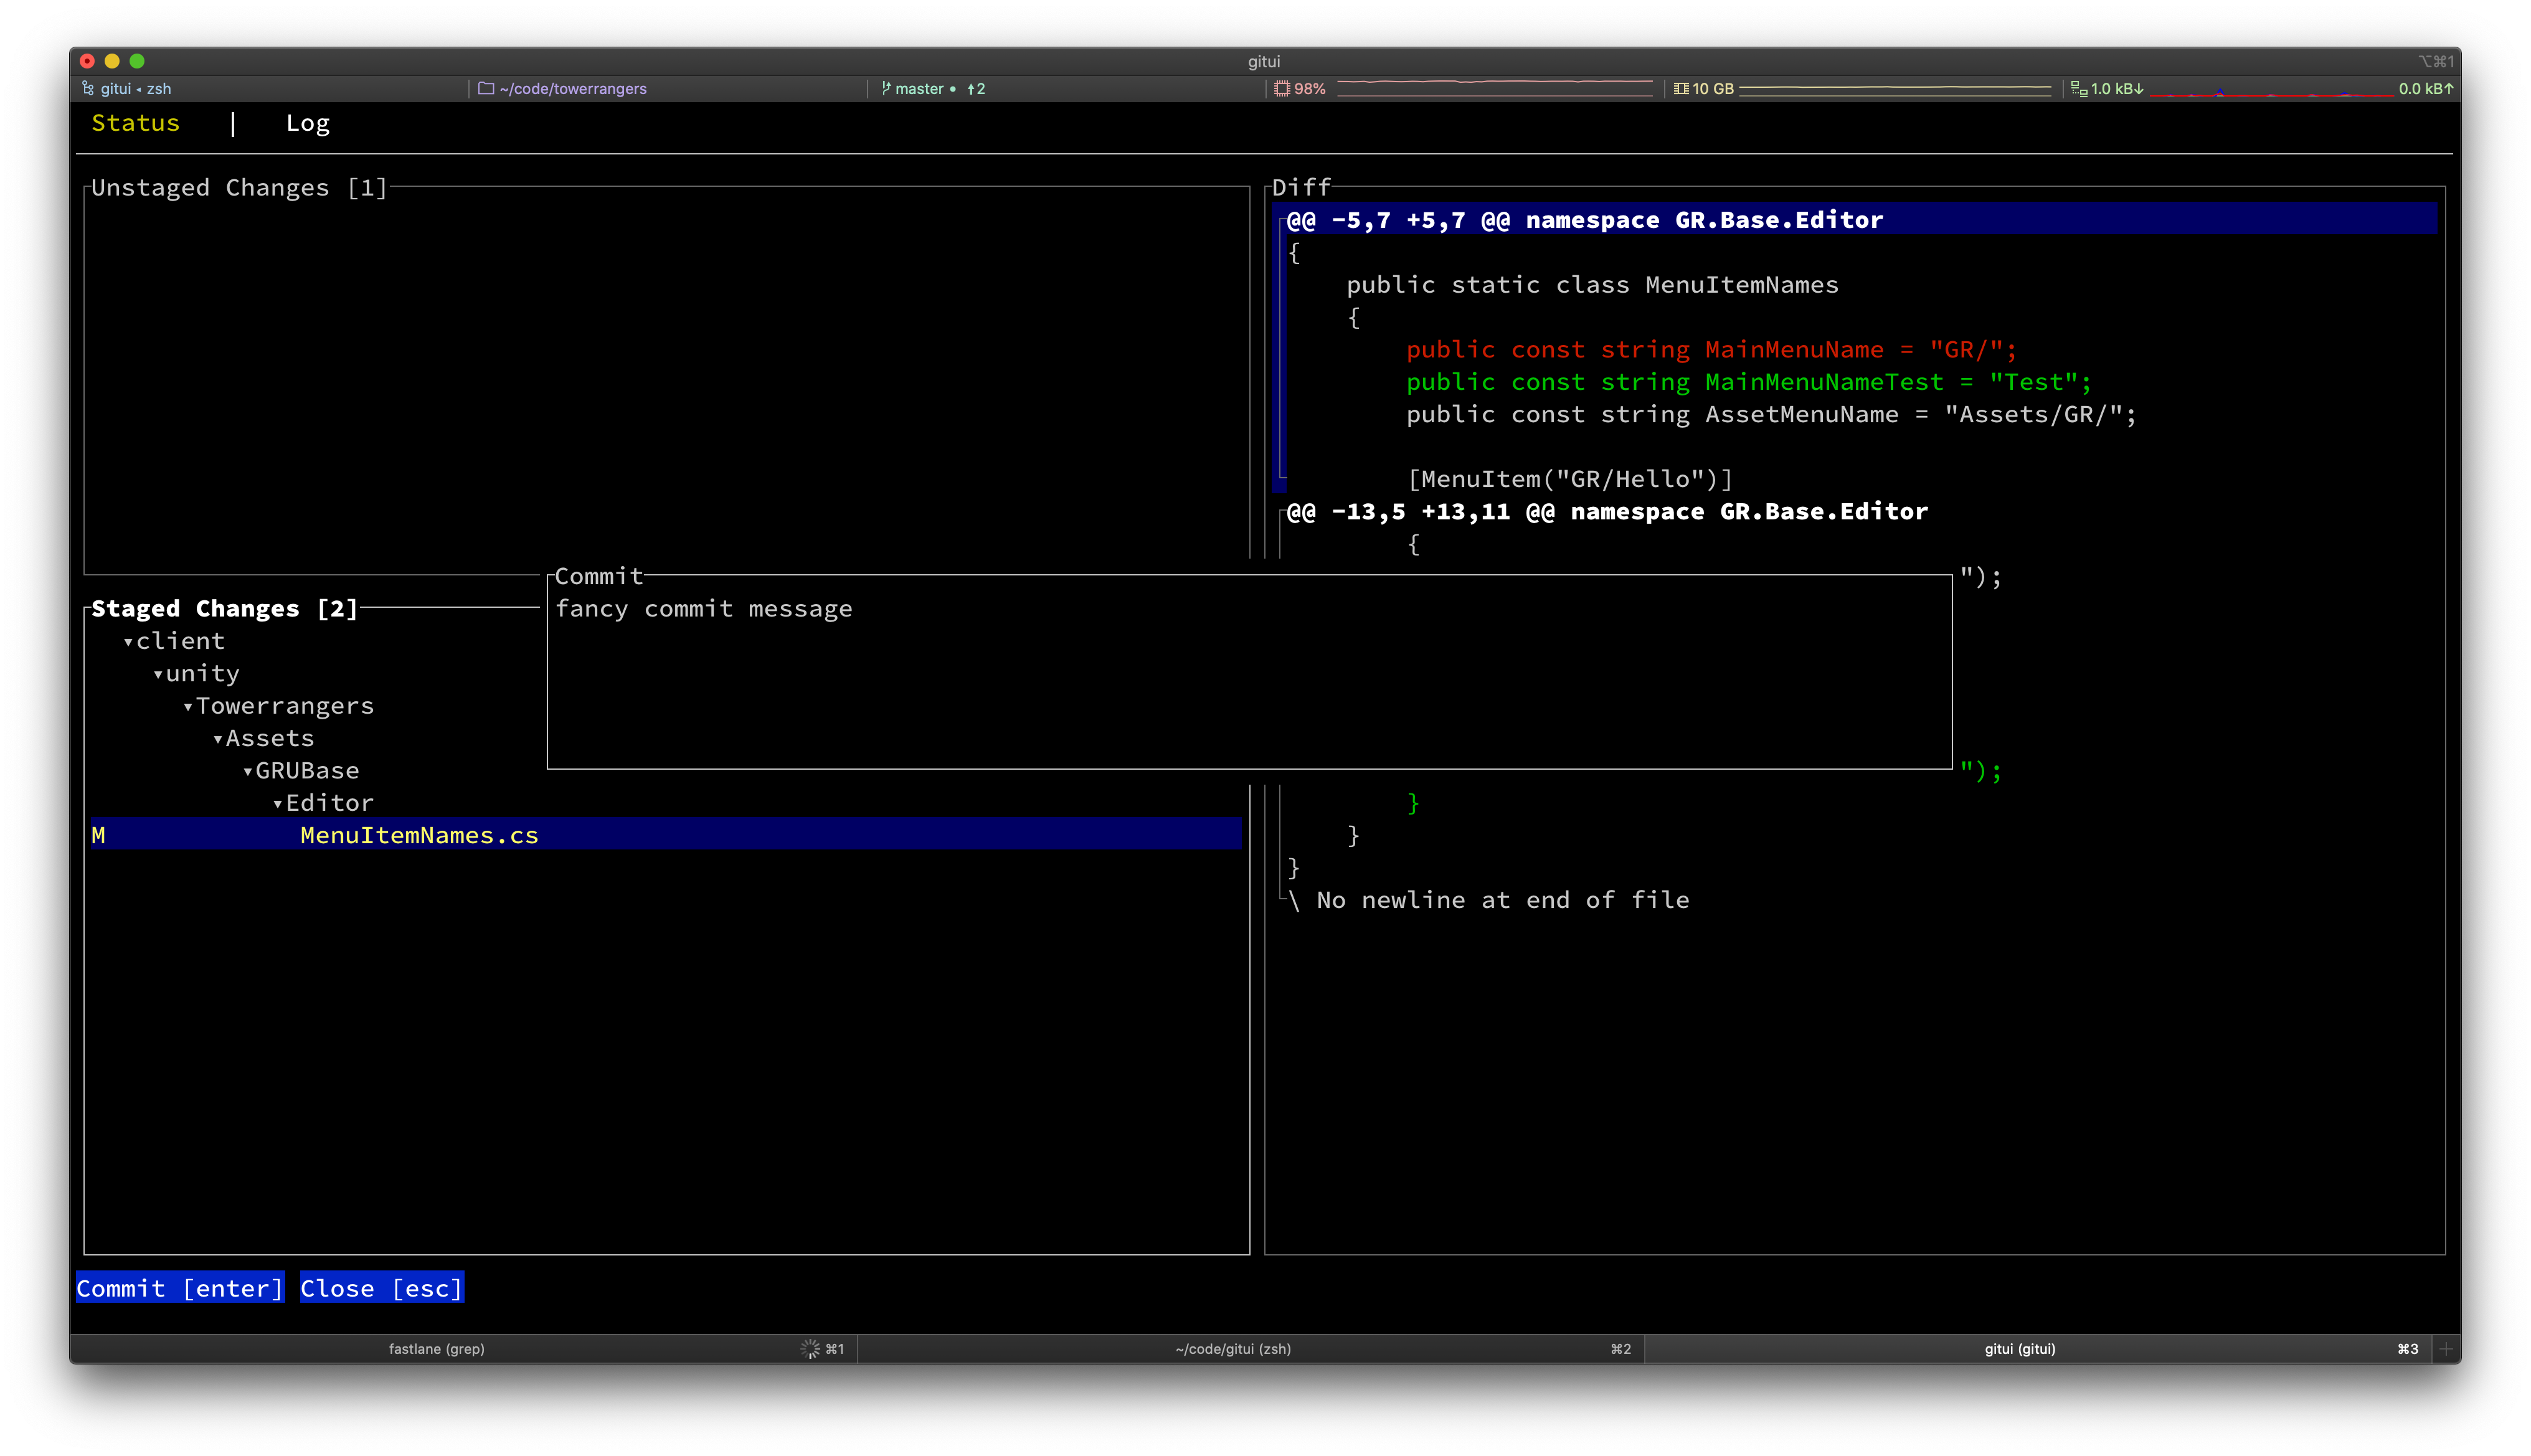 gitui
⌥⌘1
gitui ◂ zsh
~/code/towerrangers
master • ↑2
98%
10 GB
1.0 kB↓
0.0 kB↑
Status | Log
Unstaged Changes [1]
Staged Changes [2]
▾client
▾unity
▾Towerrangers
▾Assets
▾GRUBase
▾Editor
M MenuItemNames.cs
Diff
@@ -5,7 +5,7 @@ namespace GR.Base.Editor
{
public static class MenuItemNames
{
public const string MainMenuName = "GR/";
public const string MainMenuNameTest = "Test";
public const string AssetMenuName = "Assets/GR/";
[MenuItem("GR/Hello")]
@@ -13,5 +13,11 @@ namespace GR.Base.Editor
{
");
");
}
}
}
\ No newline at end of file
Commit
fancy commit message
Commit [enter] Close [esc]
fastlane (grep) ⌘1
~/code/gitui (zsh) ⌘2
gitui (gitui) ⌘3